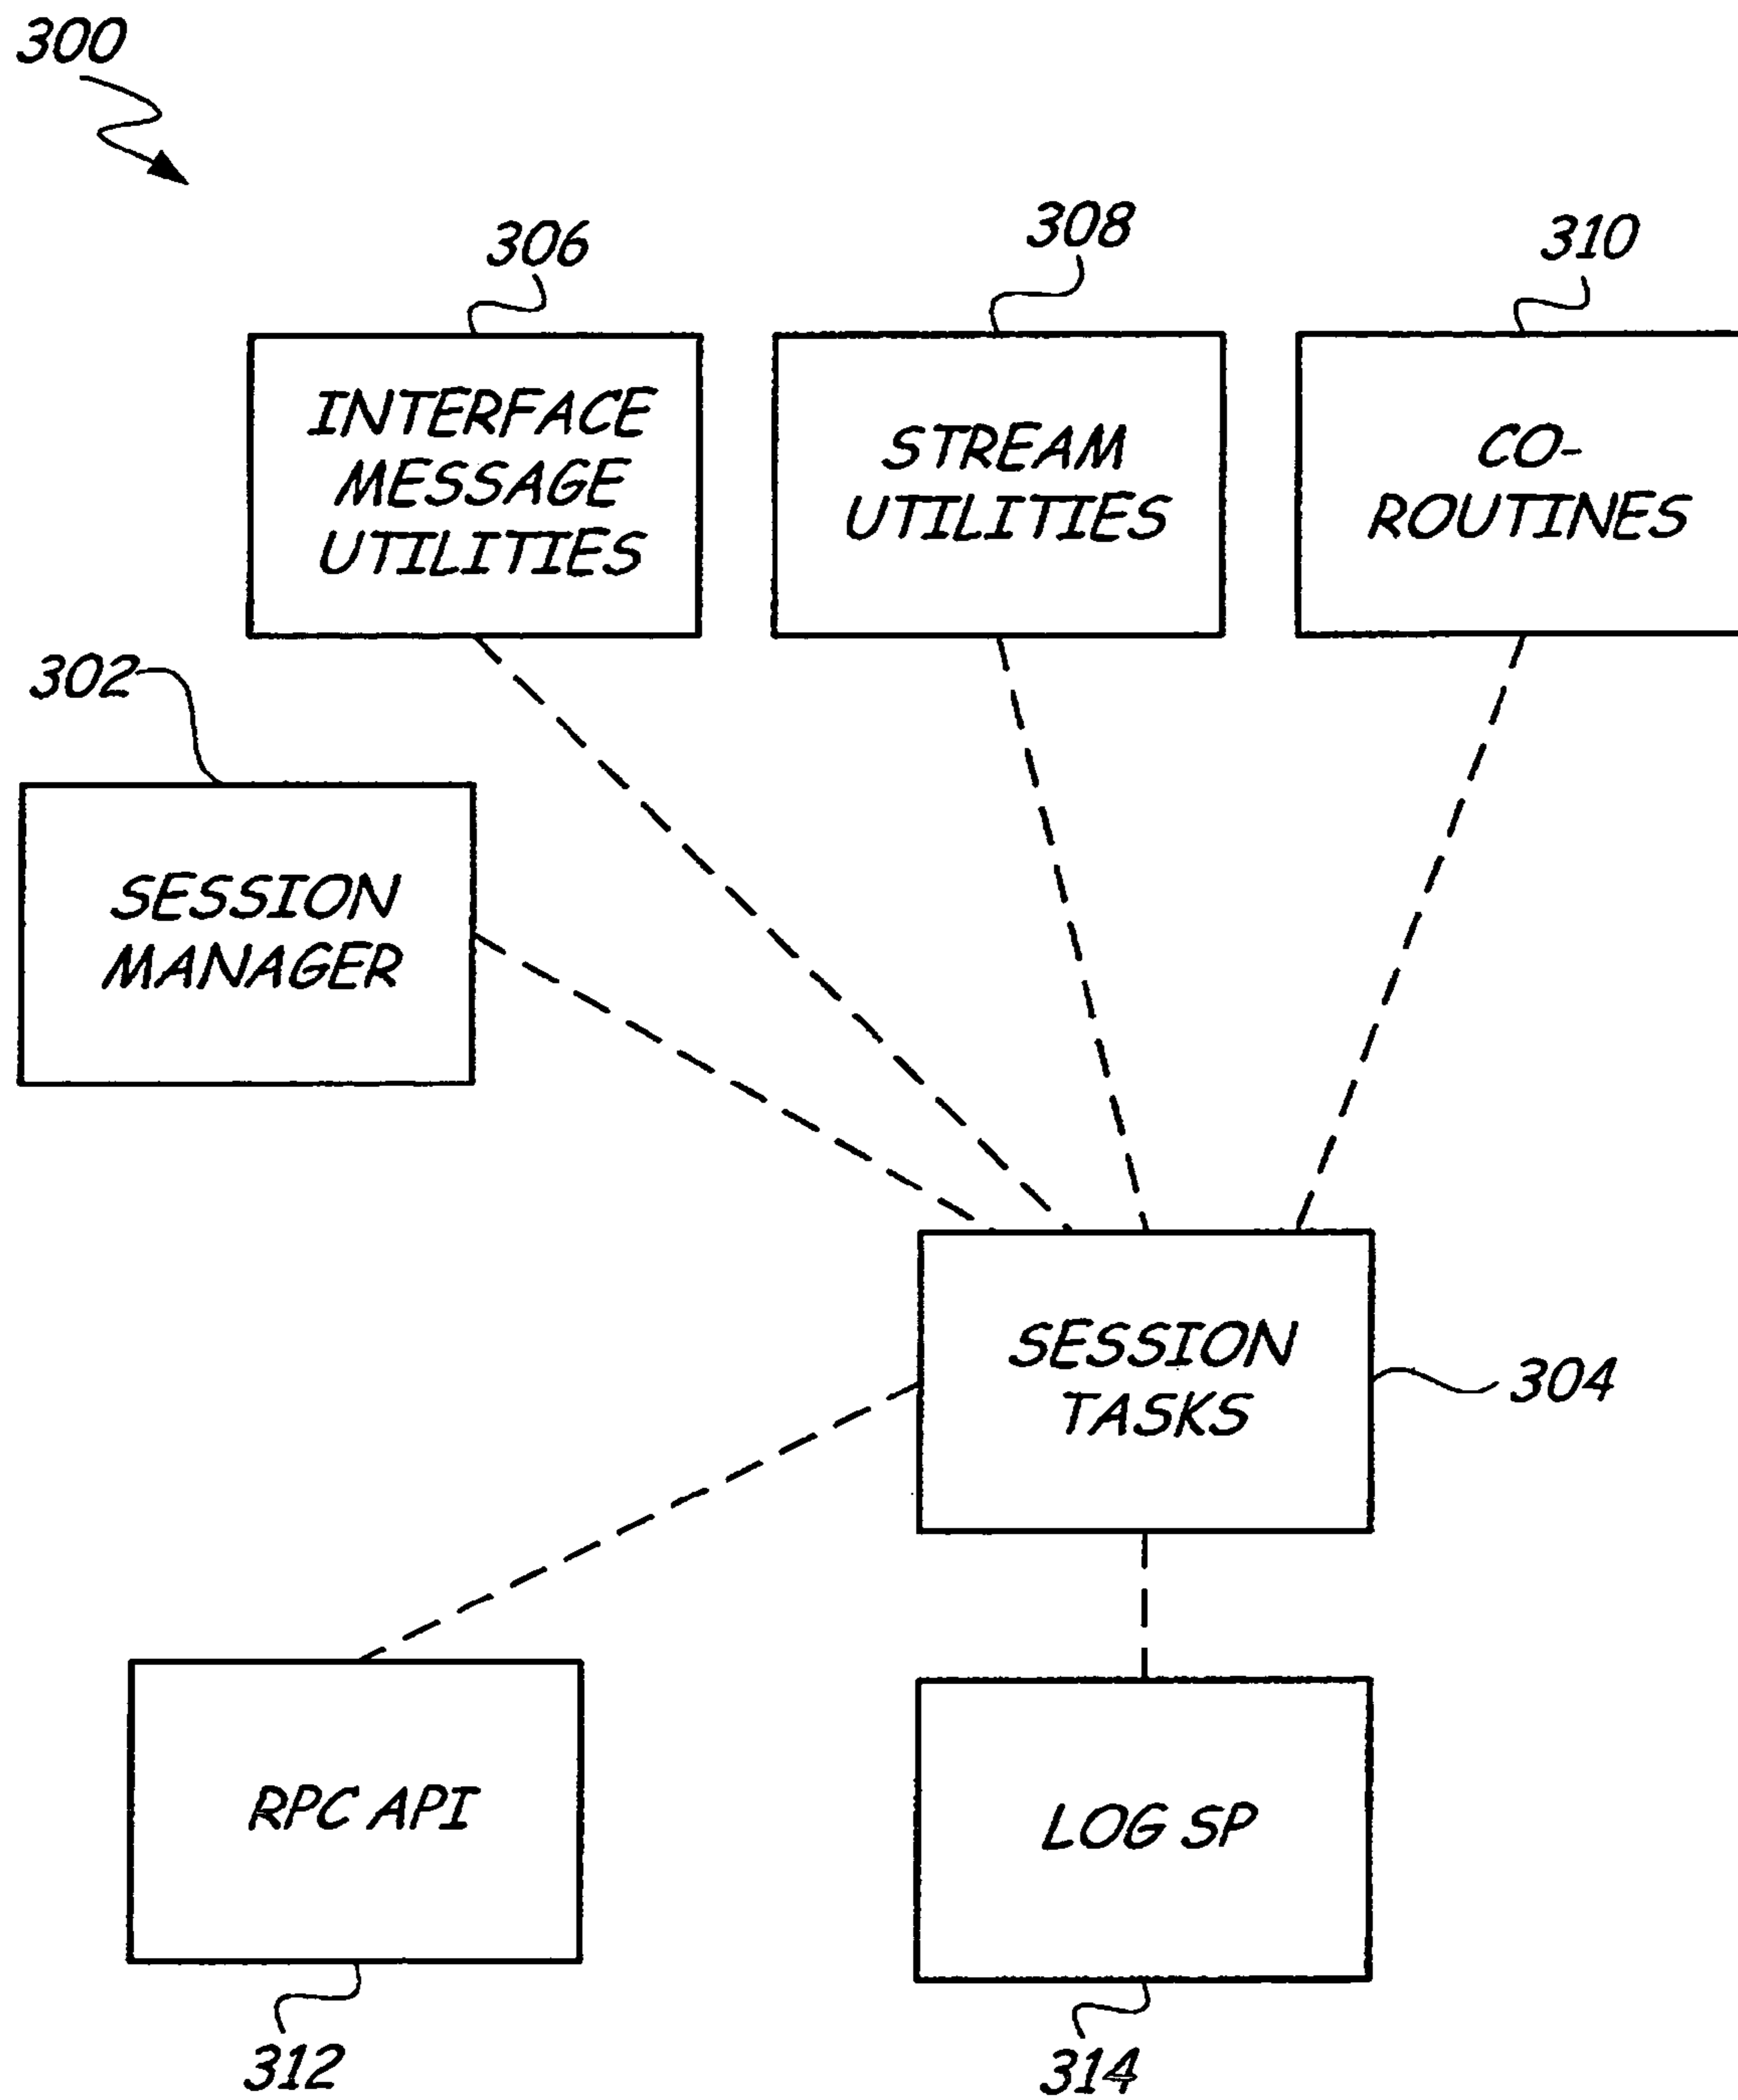 300
306
308
310
INTERFACE
MESSAGE
UTILITIES
STREAM
UTILITIES
CO-
ROUTINES
302
SESSION
MANAGER
SESSION
TASKS
304
RPC API
LOG SP
312
314